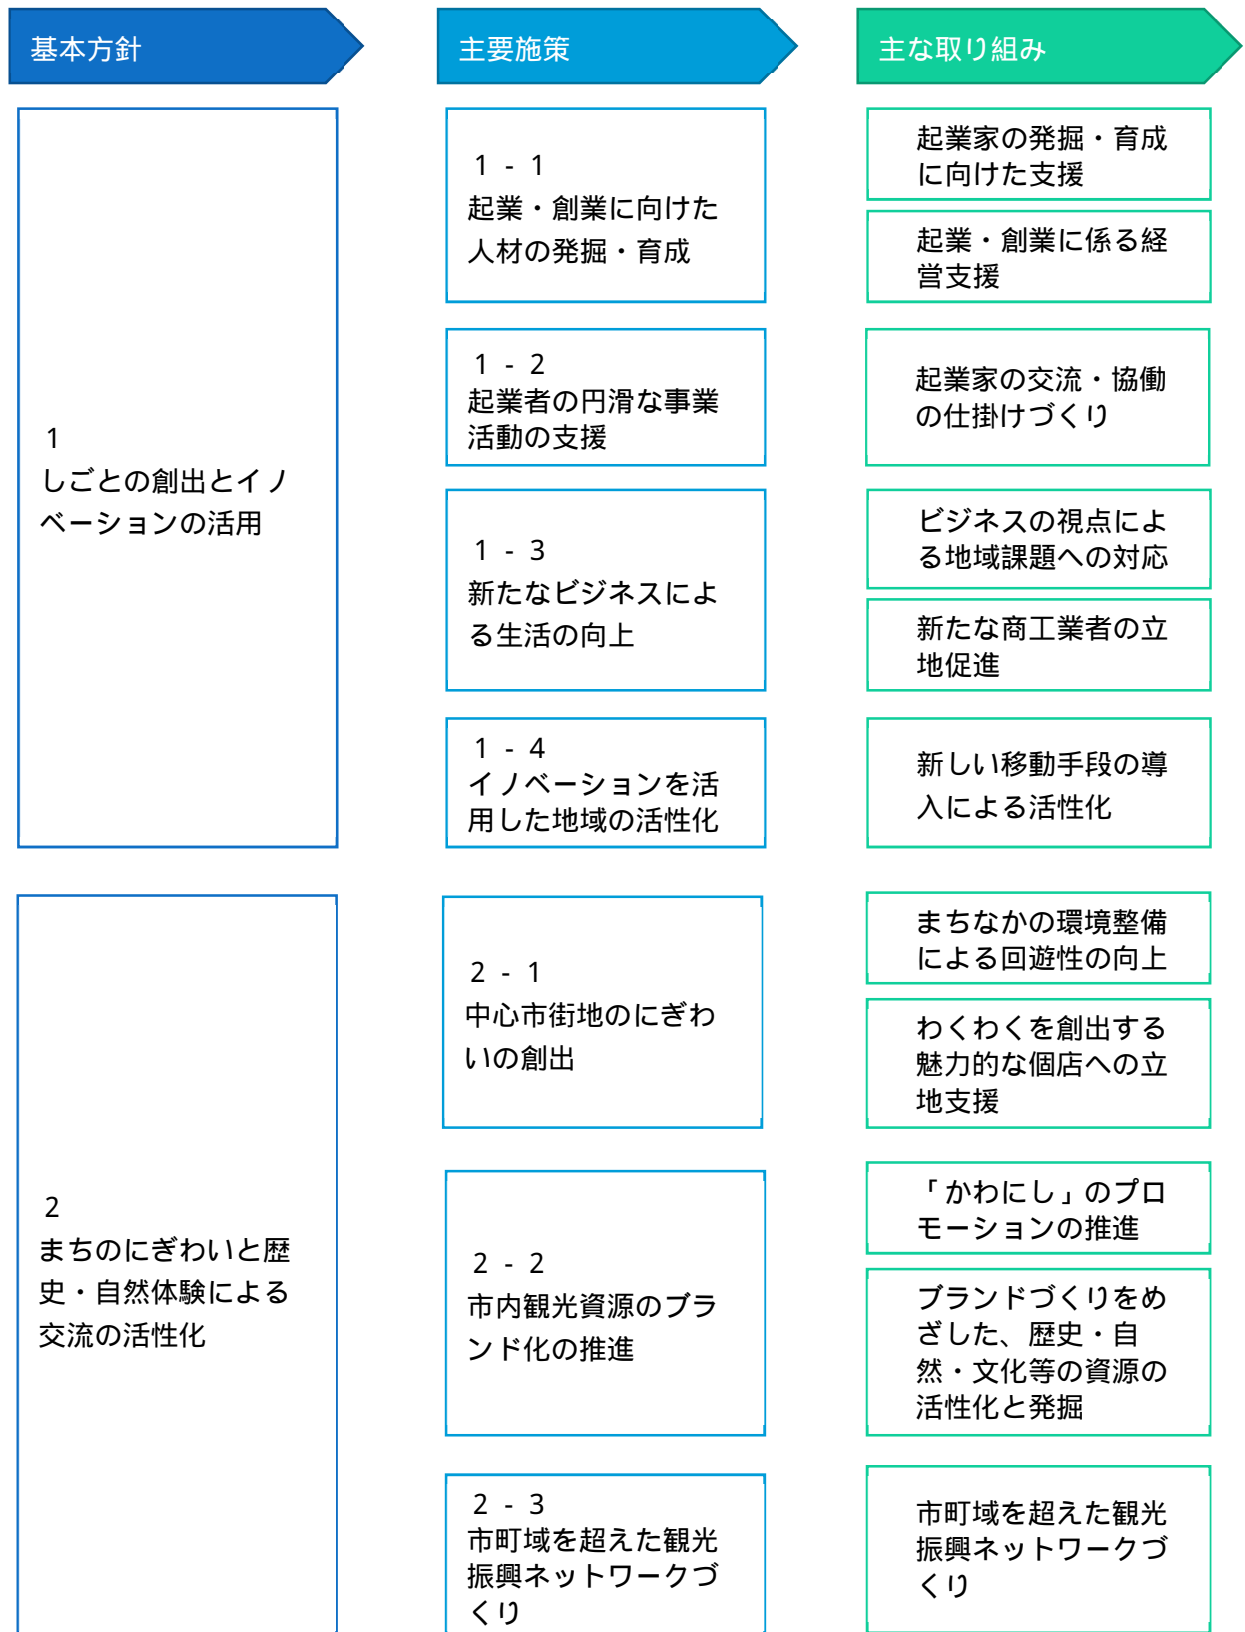 基本方針
主要施策
主な取り組み
1
しごとの創出とイノ
ベーションの活用
1 - 1
起業・創業に向けた
人材の発掘・育成
起業家の発掘・育成
に向けた支援
起業・創業に係る経
営支援
1 - 2
起業者の円滑な事業
活動の支援
起業家の交流・協働
の仕掛けづくり
1 - 3
新たなビジネスによ
る生活の向上
ビジネスの視点によ
る地域課題への対応
新たな商工業者の立
地促進
1 - 4
イノベーションを活
用した地域の活性化
新しい移動手段の導
入による活性化
2
まちのにぎわいと歴
史・自然体験による
交流の活性化
2 - 1
中心市街地のにぎわ
いの創出
まちなかの環境整備
による回遊性の向上
わくわくを創出する
魅力的な個店への立
地支援
2 - 2
市内観光資源のブラ
ンド化の推進
「かわにし」のプロ
モーションの推進
ブランドづくりをめ
ざした、歴史・自
然・文化等の資源の
活性化と発掘
2 - 3
市町域を超えた観光
振興ネットワークづ
くり
市町域を超えた観光
振興ネットワークづ
くり